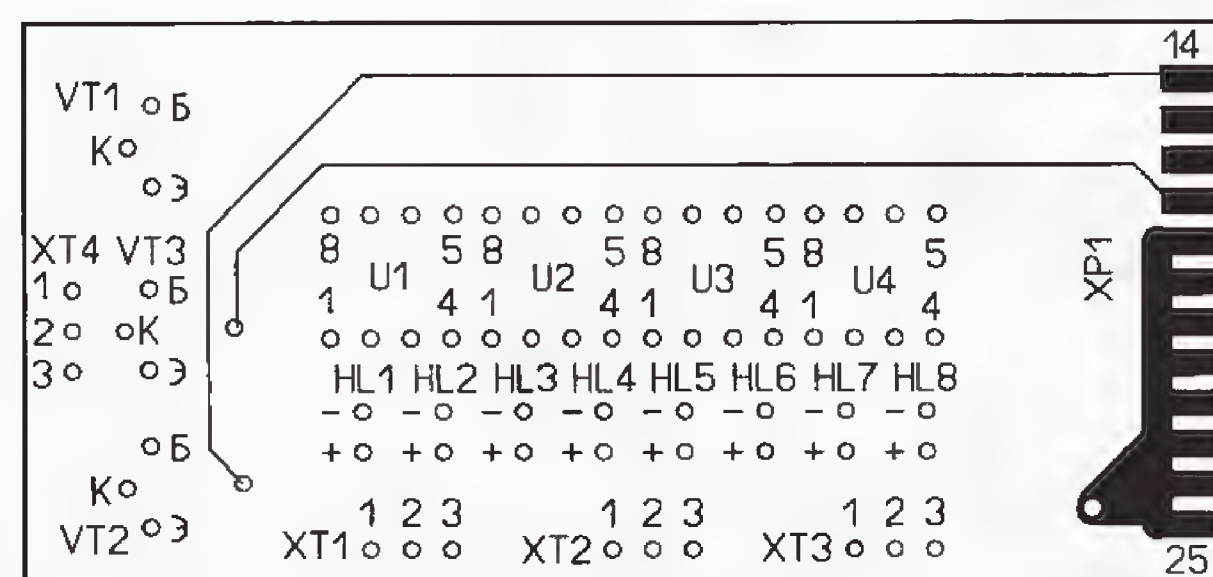 14
VT1 Б
К
Э
XT4 VT3
8 5 8 5 8 5 8 5
U1 U2 U3 U4
XP1
1 Б
1 4 1 4 1 4 1 4
2 К
3 Э
HL1 HL2 HL3 HL4 HL5 HL6 HL7 HL8
- - - - - - - -
Б
+ + + + + + + +
К
1 2 3 1 2 3 1 2 3
VT2 Э
XT1 XT2 XT3
25